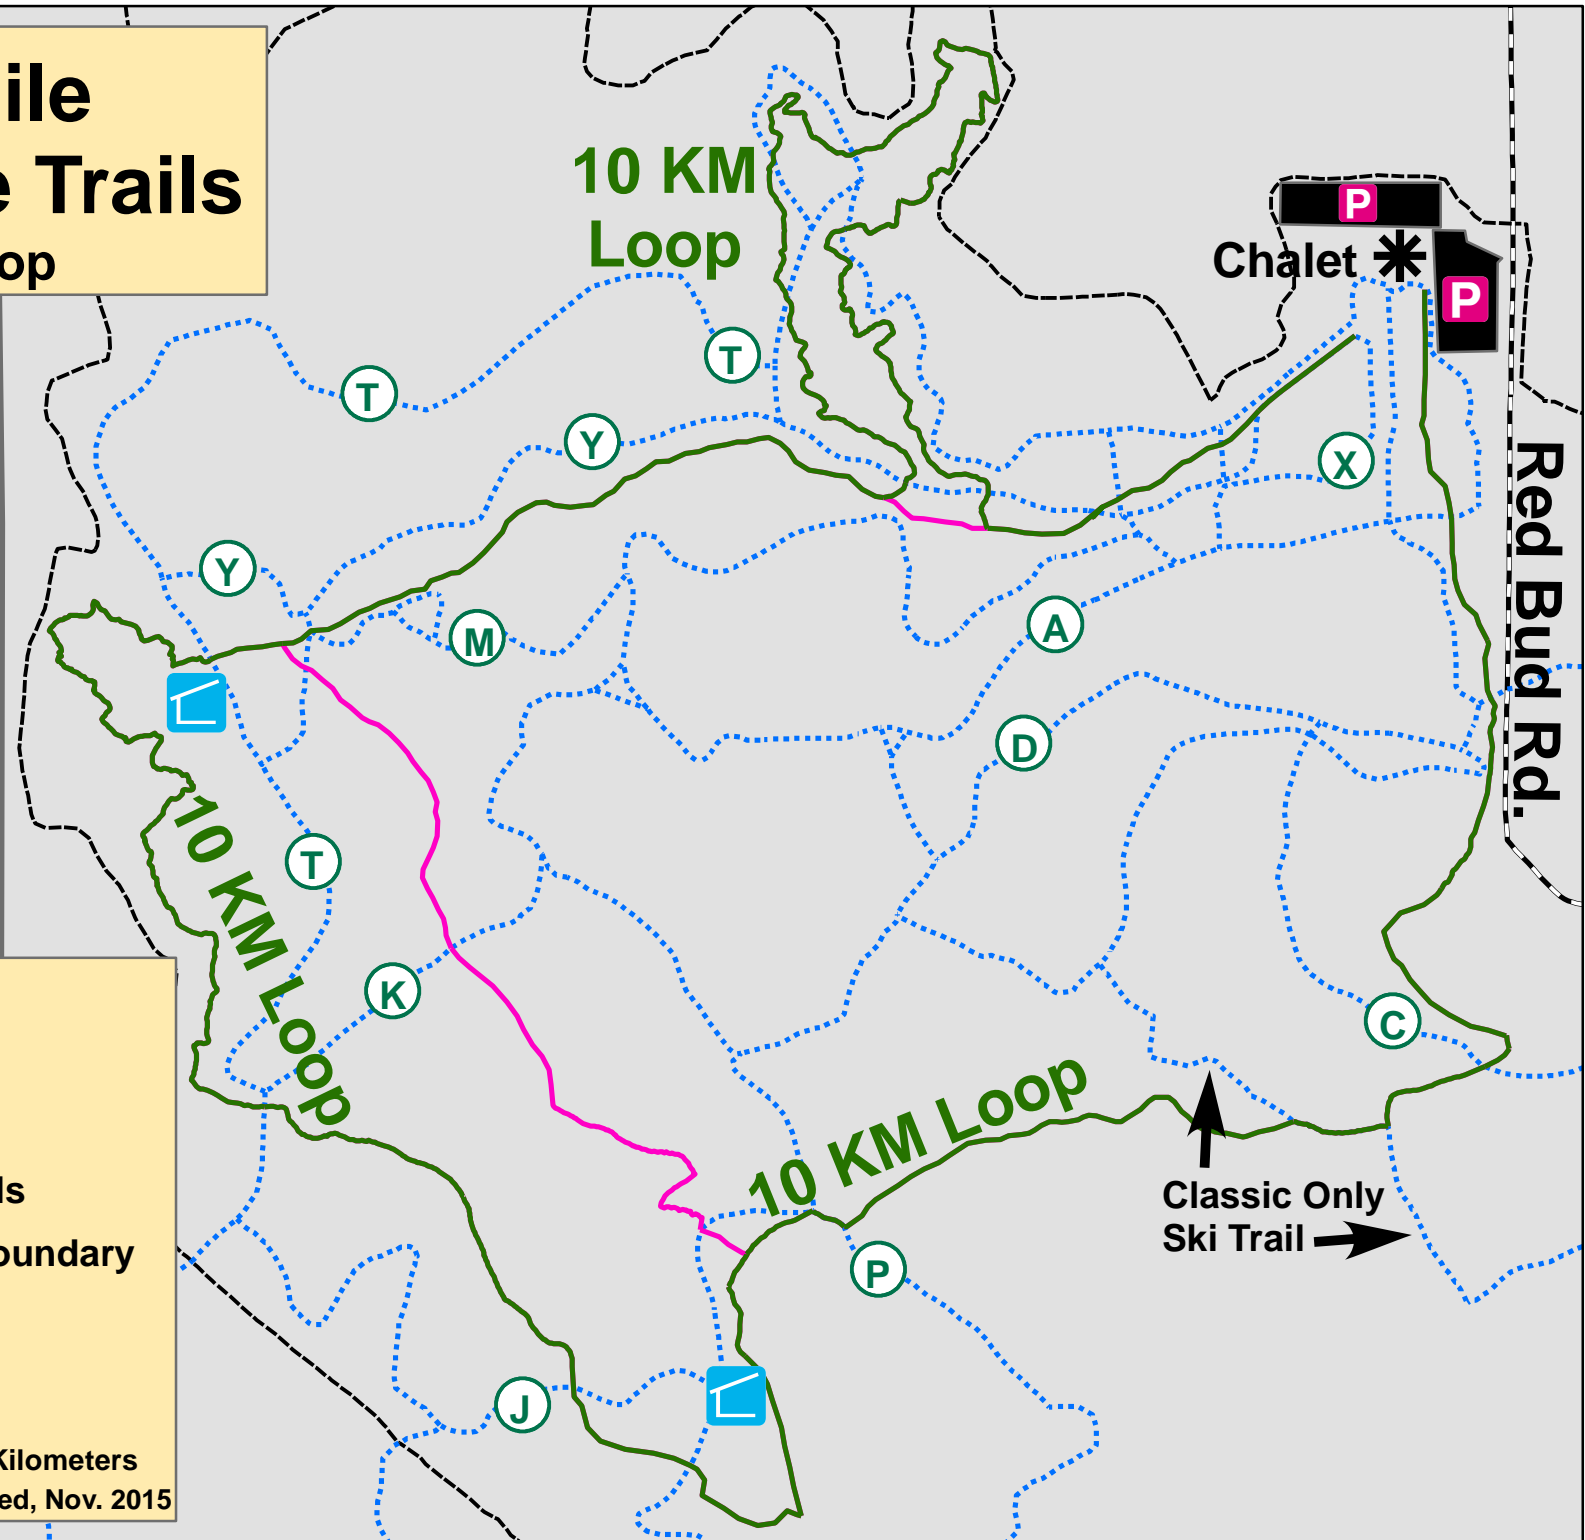 ile
e Trails
op
10 KM
Loop
P
Chalet
P
T
T
Y
X
Red Bud Rd.
Y
M
A
D
10 KM Loop
T
K
C
10 KM Loop
ls
Classic Only
Ski Trail
oundary
P
J
Kilometers
ed, Nov. 2015